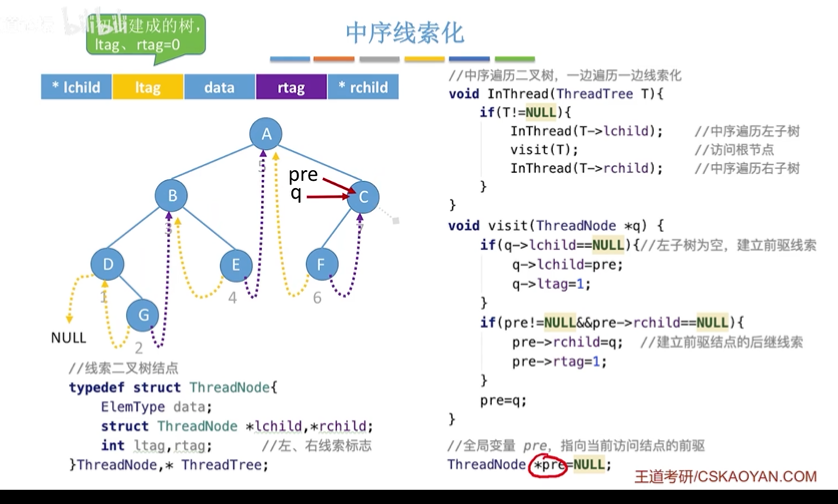 bilibili
建成的树，
ltag、rtag=0
中序线索化
* lchild ltag data rtag * rchild
A
pre
q
B
C
D
E
F
1
4
6
G
NULL
2
//线索二叉树结点
typedef struct ThreadNode{
ElemType data;
struct ThreadNode *lchild,*rchild;
int ltag,rtag; //左、右线索标志
}ThreadNode,* ThreadTree;
//中序遍历二叉树，一边遍历一边线索化
void InThread(ThreadTree T){
if(T!=NULL){
InThread(T->lchild); //中序遍历左子树
visit(T); //访问根节点
InThread(T->rchild); //中序遍历右子树
}
}
void visit(ThreadNode *q) {
if(q->lchild==NULL){//左子树为空，建立前驱线索
q->lchild=pre;
q->ltag=1;
}
if(pre!=NULL&&pre->rchild==NULL){
pre->rchild=q; //建立前驱结点的后继线索
pre->rtag=1;
}
pre=q;
}
//全局变量 pre，指向当前访问结点的前驱
ThreadNode *pre=NULL;
王道考研/CSKAOYAN.COM